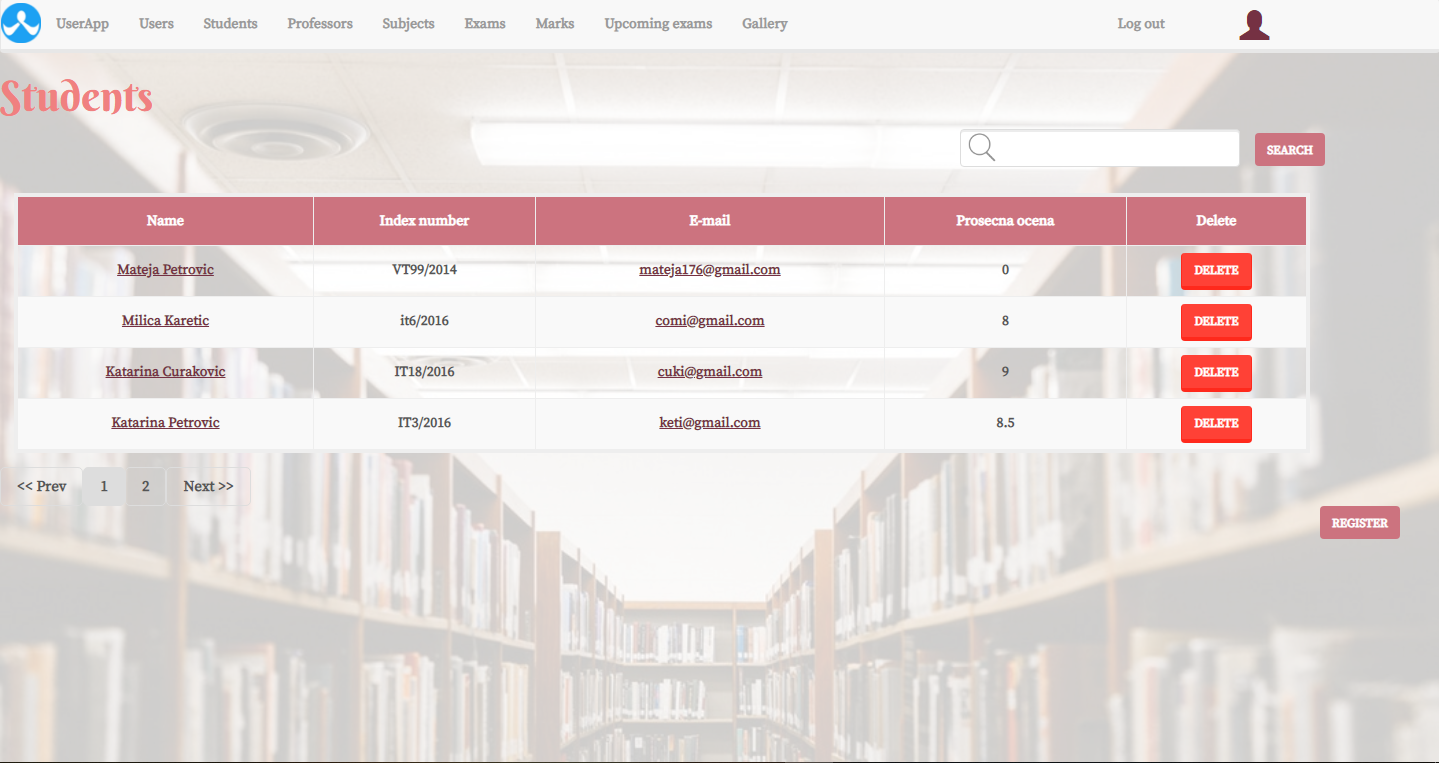 UserApp Users Students Professors Subjects Exams Marks Upcoming exams Gallery Log out
Students
SEARCH
Name Index number E-mail Prosecna ocena Delete
Mateja Petrovic VT99/2014 mateja176@gmail.com 0 DELETE
Milica Karetic it6/2016 comi@gmail.com 8 DELETE
Katarina Curakovic IT18/2016 cuki@gmail.com 9 DELETE
Katarina Petrovic IT3/2016 keti@gmail.com 8.5 DELETE
<< Prev 1 2 Next >>
REGISTER